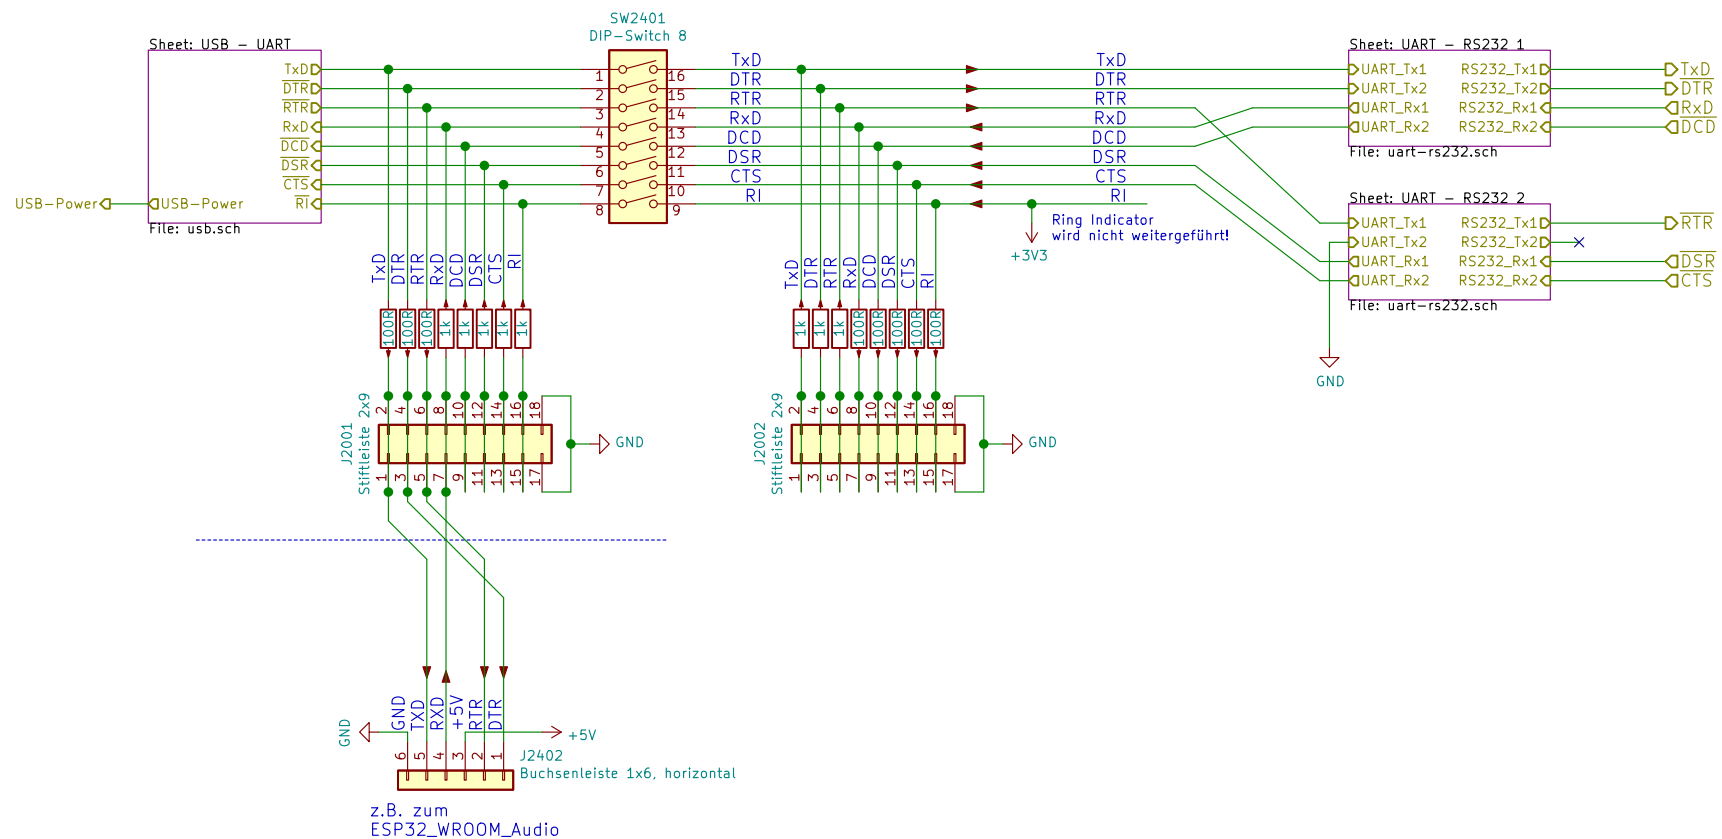 SW2401
DIP-Switch 8
Sheet: USB - UART
TxD
DTR
RTR
RxD
DCD
DSR
CTS
RI
USB-Power
USB-Power
File: usb.sch
1
2
3
4
5
6
7
8
16
15
14
13
12
11
10
9
TxD
DTR
RTR
RxD
DCD
DSR
CTS
RI
TxD
DTR
RTR
RxD
DCD
DSR
CTS
RI
Ring Indicator
wird nicht weitergeführt!
+3V3
Sheet: UART - RS232 1
UART_Tx1 RS232_Tx1 TxD
UART_Tx2 RS232_Tx2 DTR
UART_Rx1 RS232_Rx1 RxD
UART_Rx2 RS232_Rx2 DCD
File: uart-rs232.sch
Sheet: UART - RS232 2
UART_Tx1 RS232_Tx1 RTR
UART_Tx2 RS232_Tx2
UART_Rx1 RS232_Rx1 DSR
UART_Rx2 RS232_Rx2 CTS
File: uart-rs232.sch
GND
TxD DTR RTR RxD DCD DSR CTS RI
100R 100R 100R 1k 1k 1k 1k 1k
2 4 6 8 10 12 14 16 18
J2001
Stiftleiste 2x9
GND
1 3 5 7 9 11 13 15 17
TxD DTR RTR RxD DCD DSR CTS RI
1k 1k 1k 100R 100R 100R 100R 100R
2 4 6 8 10 12 14 16 18
J2002
Stiftleiste 2x9
GND
1 3 5 7 9 11 13 15 17
GND TXD RXD +5V RTR DTR
GND
+5V
6 5 4 3 2 1
J2402
Buchsenleiste 1x6, horizontal
z.B. zum
ESP32_WROOM_Audio